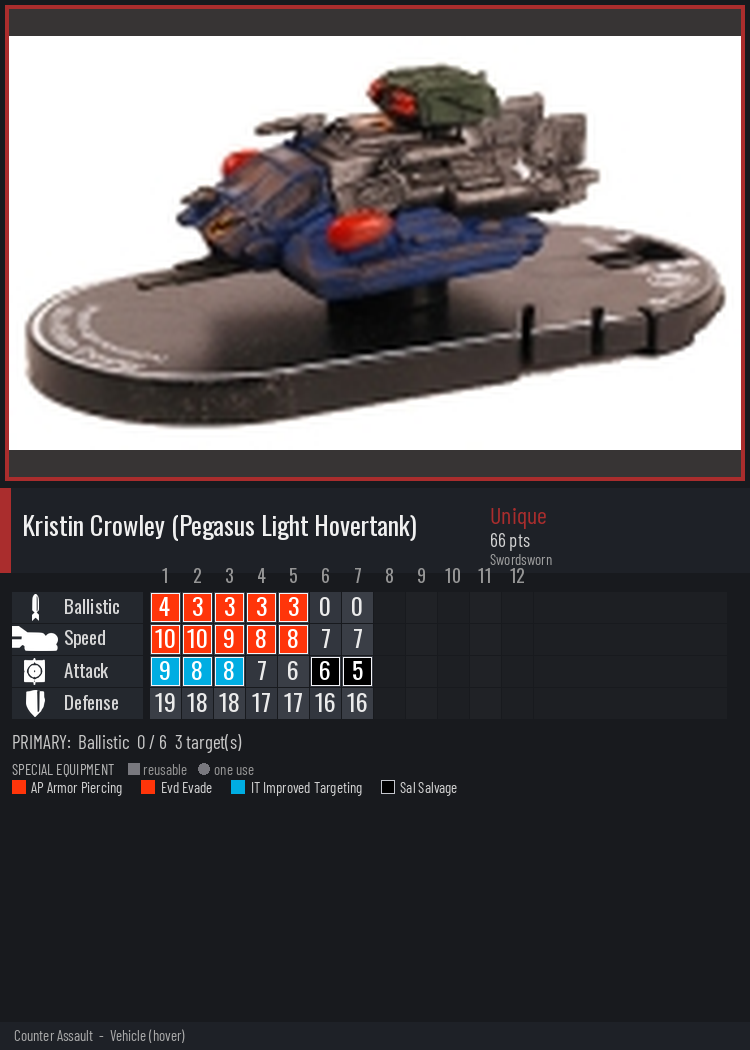 Kristin Crowley (Pegasus Light Hovertank)
Unique
66 pts
Swordsworn
1 2 3 4 5 6 7 8 9 10 11 12
Ballistic 4 3 3 3 3 0 0
Speed 10 10 9 8 8 7 7
Attack 9 8 8 7 6 6 5
Defense 19 18 18 17 17 16 16
PRIMARY: Ballistic 0 / 6 3 target(s)
SPECIAL EQUIPMENT reusable one use
AP Armor Piercing Evd Evade IT Improved Targeting Sal Salvage
Counter Assault - Vehicle (hover)